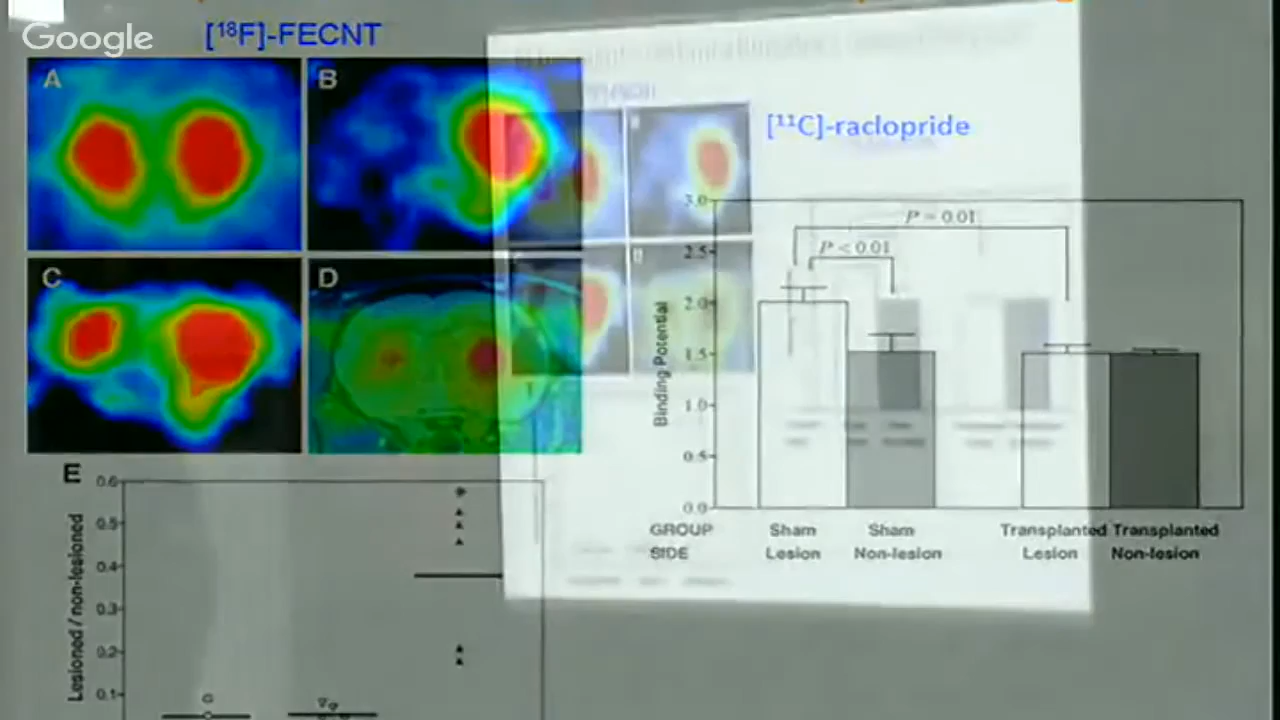 Google
[¹⁸F]-FECNT
A
B
C
D
[¹¹C]-raclopride
3.0
2.5
2.0
1.5
1.0
0.5
0.0
Binding Potential
P = 0.01
P < 0.01
GROUP Sham Sham Transplanted Transplanted
SIDE Lesion Non-lesion Lesion Non-lesion
E
0.6
0.5
0.4
0.3
0.2
0.1
Lesioned / non-lesioned